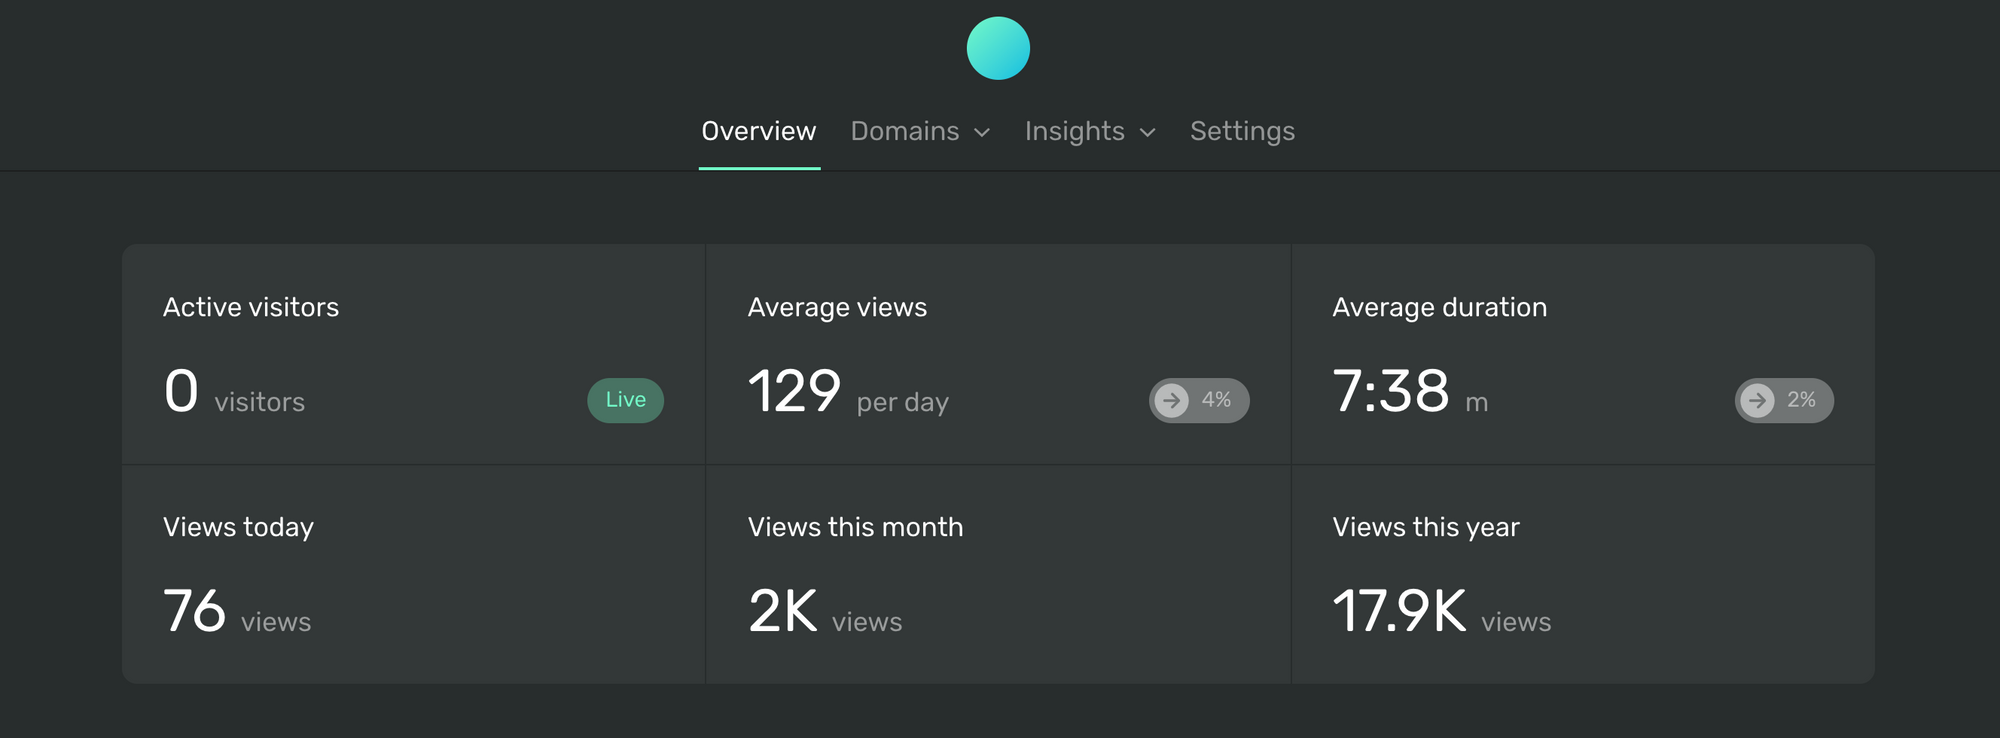 Overview Domains Insights Settings
Active visitors
0 visitors Live
Average views
129 per day 4%
Average duration
7:38 m 2%
Views today
76 views
Views this month
2K views
Views this year
17.9K views